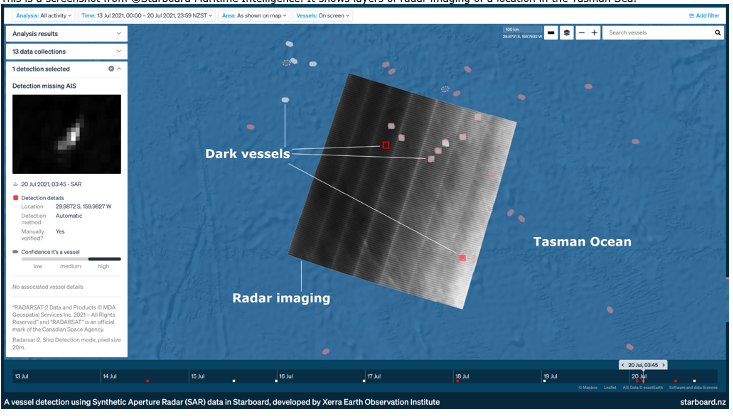 This is a screenshot from @Starboard Maritime Intelligence. It shows layers of radar imaging of a location in the Tasman Sea.
Analysis: All activity
Time: 13 Jul 2021, 00:00 – 20 Jul 2021, 23:59 NZST
Area: As shown on map
Vessels: On screen
Add filter
Analysis results
13 data collections
1 detection selected
Detection missing AIS
20 Jul 2021, 03:45 - SAR
Detection details
Location 29.9872 S, 159.9827 W
Detection method Automatic
Manually verified? Yes
Confidence it's a vessel
low medium high
No associated vessel details
"RADARSAT-2 Data and Products © MDA
Geospatial Services Inc. 2021 – All Rights
Reserved" and "RADARSAT" is an official
mark of the Canadian Space Agency.
Radarsat-2, Ship Detection mode, pixel size
20m.
Search vessels
Dark vessels
Tasman Ocean
Radar imaging
20 Jul, 03:45
13 Jul
14 Jul
15 Jul
16 Jul
17 Jul
18 Jul
19 Jul
20 Jul
© Mapbox Leaflet AIS Data © exactEarth Software and data licences
A vessel detection using Synthetic Aperture Radar (SAR) data in Starboard, developed by Xerra Earth Observation Institute
starboard.nz